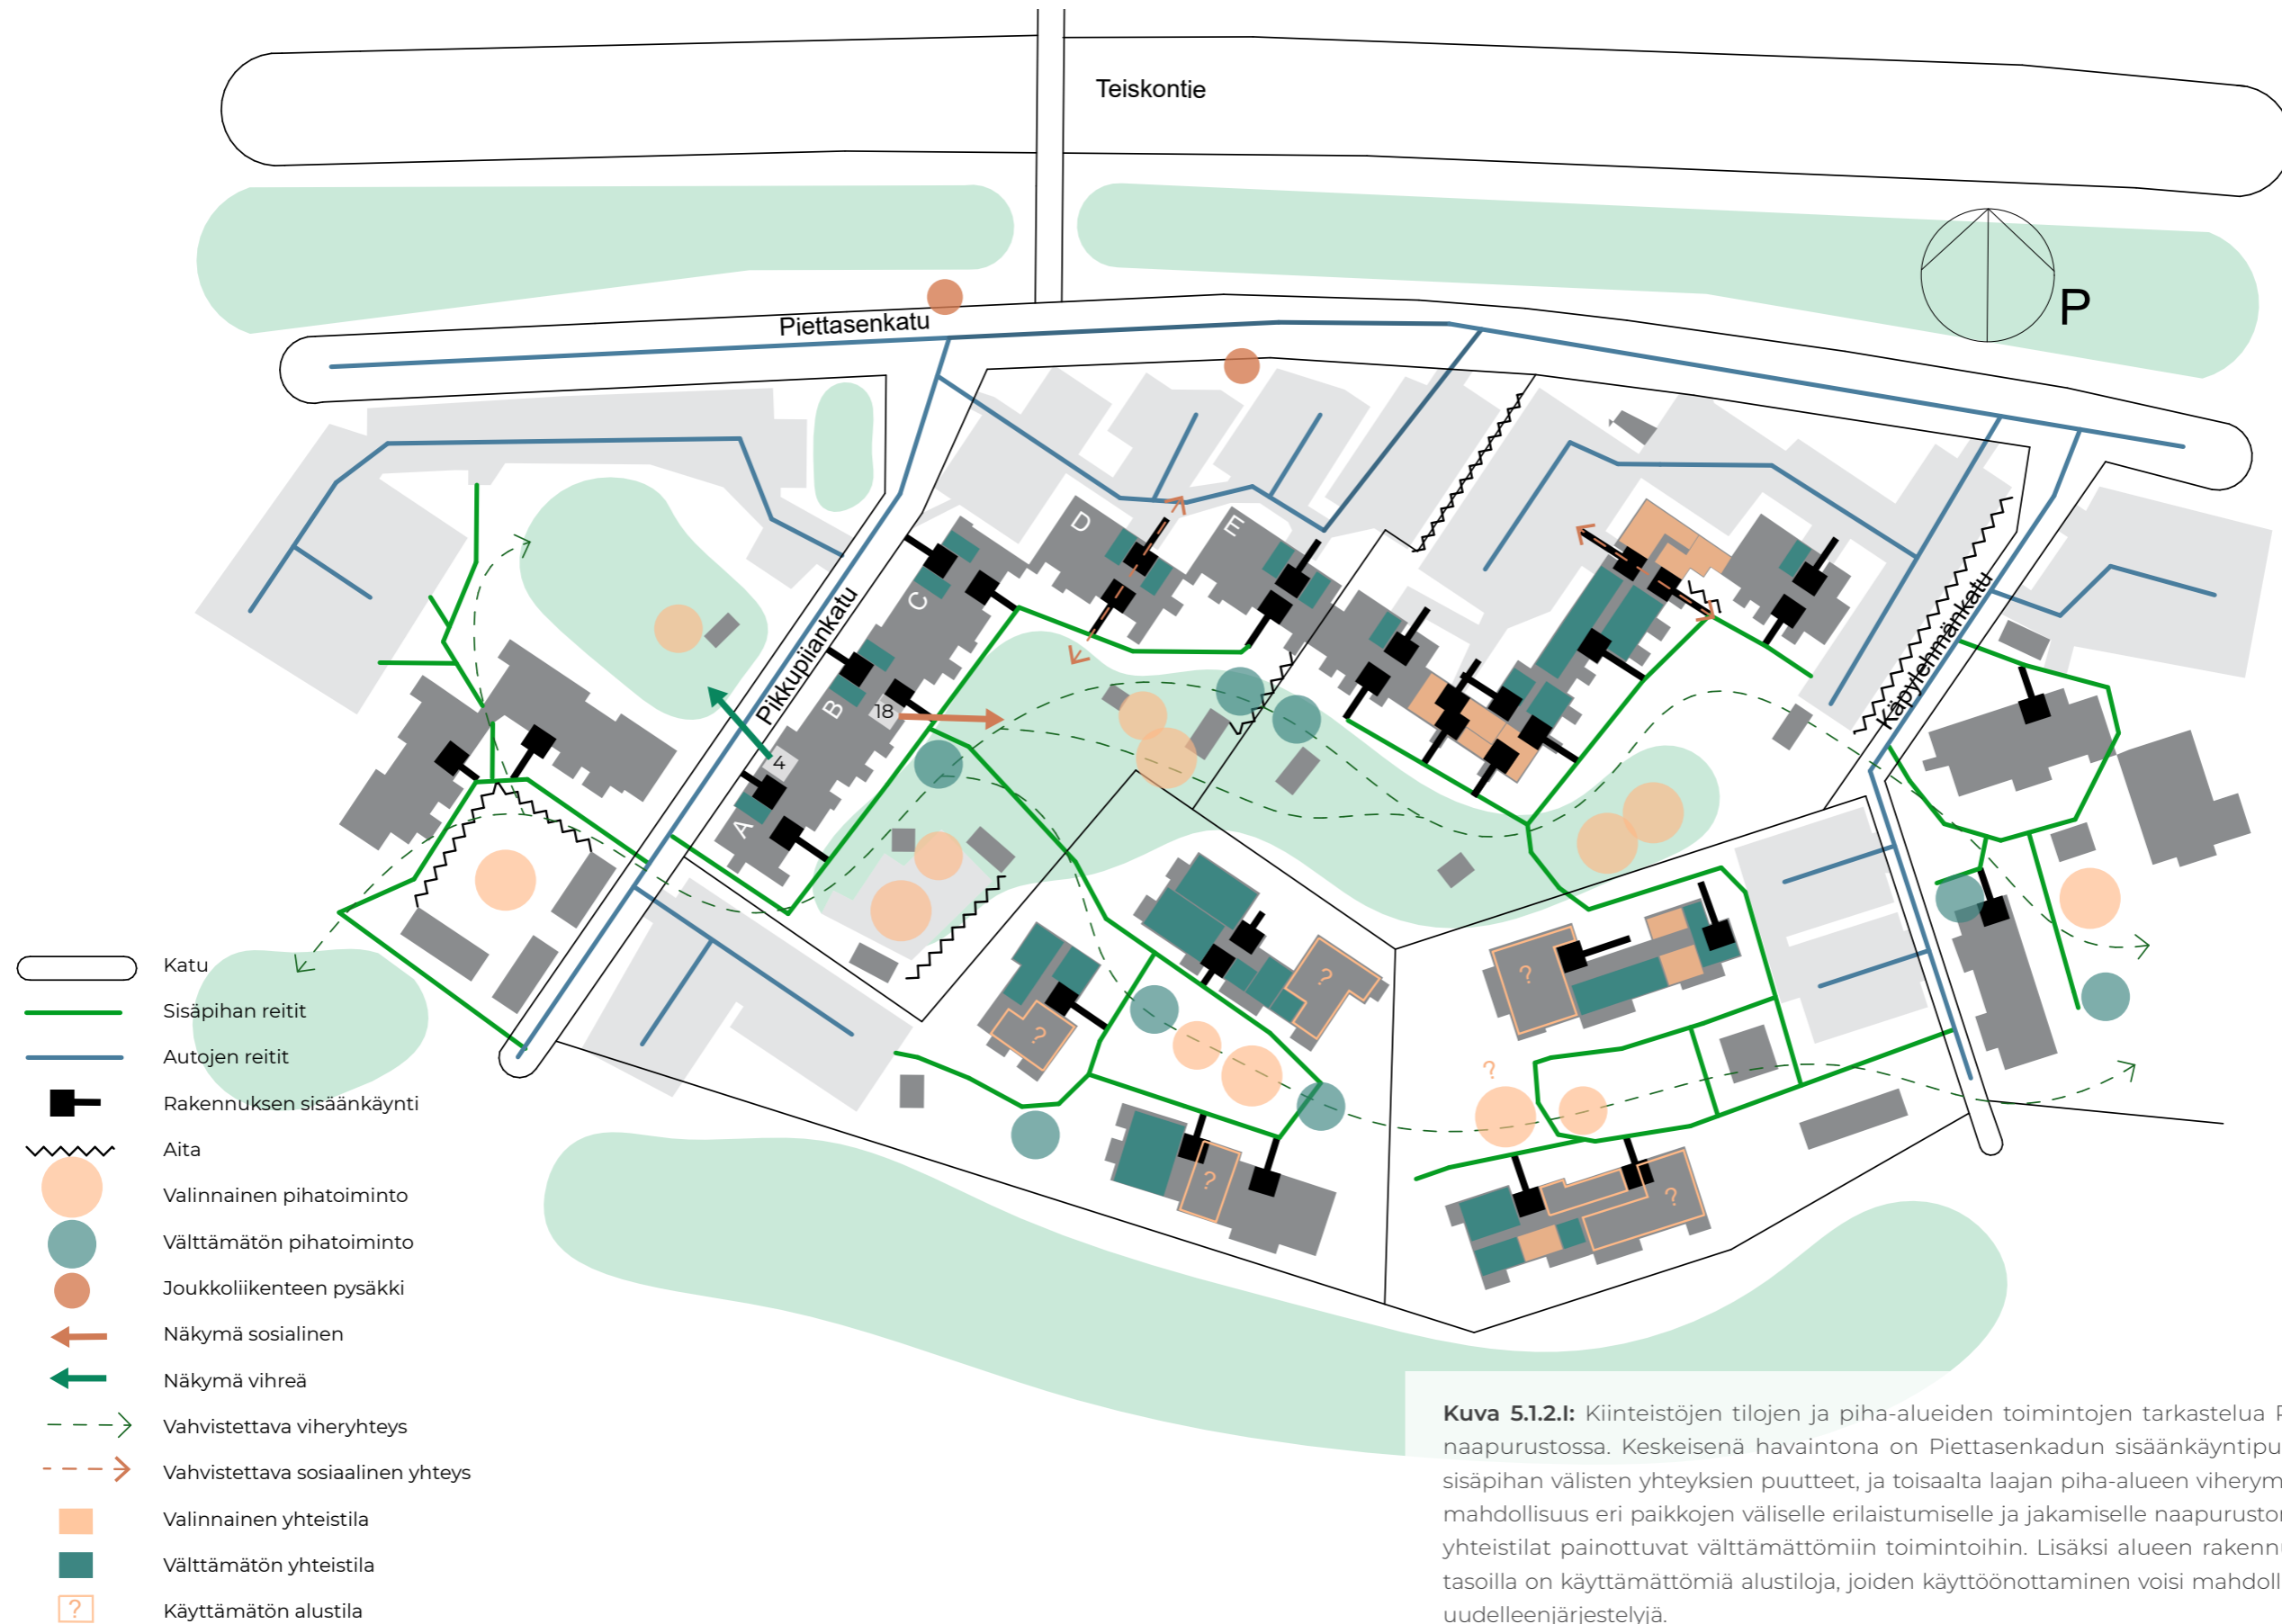 Teiskontie
P
Piettasenkatu
D
E
C
Pikkupiiankatu
B
18
4
A
Käpylehmänkatu
?
?
?
?
?
?
Katu
Sisäpihan reitit
Autojen reitit
Rakennuksen sisäänkäynti
Aita
Valinnainen pihatoiminto
Välttämätön pihatoiminto
Joukkoliikenteen pysäkki
Näkymä sosialinen
Näkymä vihreä
Vahvistettava viheryhteys
Vahvistettava sosiaalinen yhteys
Valinnainen yhteistila
Välttämätön yhteistila
? Käyttämätön alustila
Kuva 5.1.2.I: Kiinteistöjen tilojen ja piha-alueiden toimintojen tarkastelua
naapurustossa. Keskeisenä havaintona on Piettasenkadun sisäänkäyntipu
sisäpihan välisten yhteyksien puutteet, ja toisaalta laajan piha-alueen viherym
mahdollisuus eri paikkojen väliselle erilaistumiselle ja jakamiselle naapuruston
yhteistilat painottuvat välttämättömiin toimintoihin. Lisäksi alueen rakennu
tasoilla on käyttämättömiä alustiloja, joiden käyttöönottaminen voisi mahdoll
uudelleenjärjestelyjä.